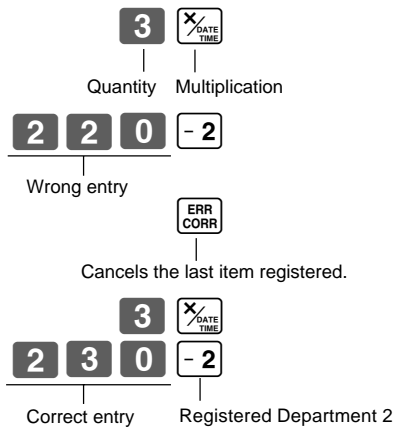 3 ×/DATE TIME
Quantity Multiplication
2 2 0 - 2
Wrong entry
ERR
CORR
Cancels the last item registered.
3 ×/DATE TIME
2 3 0 - 2
Correct entry Registered Department 2